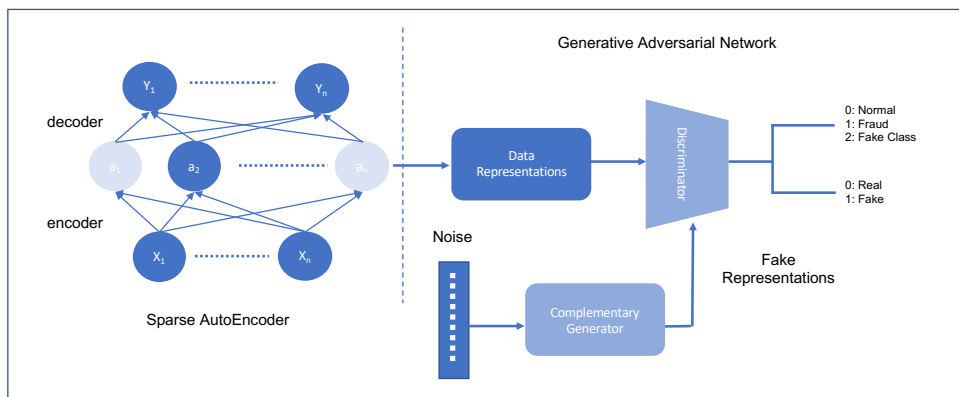 Generative Adversarial Network
Y1
Yn
decoder
a1
a2
an
encoder
X1
Xn
Sparse AutoEncoder
Data
Representations
Discriminator
0: Normal
1: Fraud
2: Fake Class
0: Real
1: Fake
Noise
Complementary
Generator
Fake
Representations